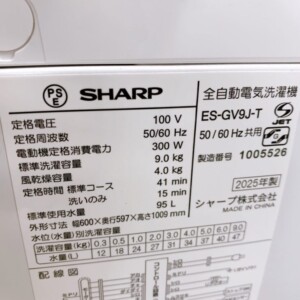 PSE SHARP 全自動電気洗濯機
ES-GV9J-T
50/60Hz共用
S JET
製造番号 1005526
定格電圧 100 V
定格周波数 50/60 Hz
電動機定格消費電力 300 W
標準洗濯容量 9.0 kg
風乾燥容量 4.0 kg
定格時間 標準コース 41 min
洗いのみ 15 min
標準使用水量 95 L
外形寸法 幅600×奥行597×高さ1009 mm
2025年製
シャープ株式会社
MADE IN CHINA
水位(水量)別洗濯容量
洗濯容量(kg) 0.3 0.5 1.0 2.0 3.0 4.0 5.0 6.0 9.0
水量(L) 12 18 24 27
配線図